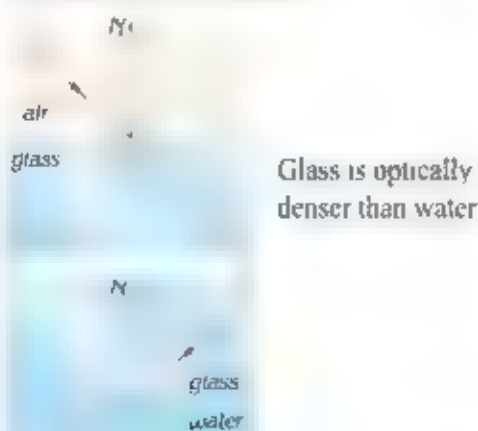 N
air
glass
Glass is optically
denser than water
N
glass
water